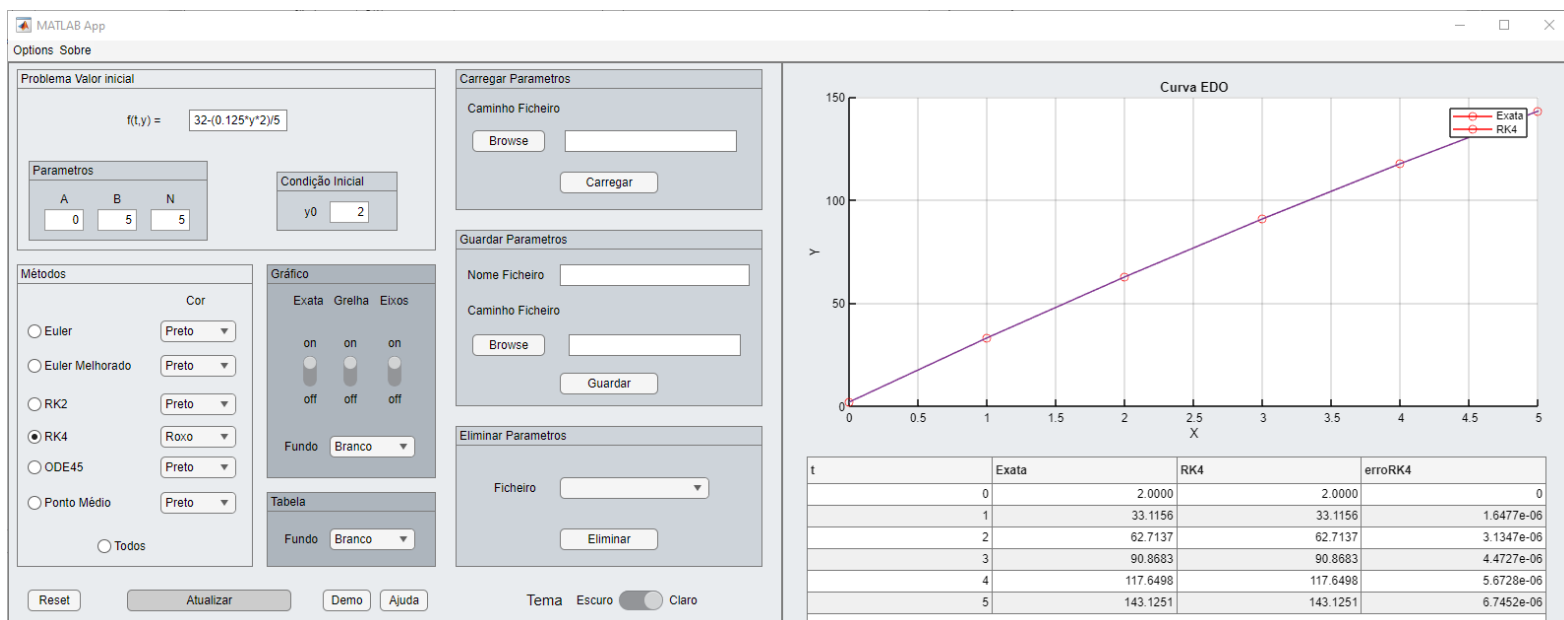 MATLAB App
Options Sobre
Problema Valor inicial
f(t,y) = 32-(0.125*y*2)/5
Parametros
A B N
0 5 5
Condição Inicial
y0 2
Métodos
Cor
Euler Preto
Euler Melhorado Preto
RK2 Preto
RK4 Roxo
ODE45 Preto
Ponto Médio Preto
Todos
Gráfico
Exata Grelha Eixos
on on on
off off off
Fundo Branco
Tabela
Fundo Branco
Reset Atualizar Demo Ajuda
Carregar Parametros
Caminho Ficheiro
Browse
Carregar
Guardar Parametros
Nome Ficheiro
Caminho Ficheiro
Browse
Guardar
Eliminar Parametros
Ficheiro
Eliminar
Tema Escuro Claro
Curva EDO
150
100
50
0
Y
Exata
RK4
0 0.5 1 1.5 2 2.5 3 3.5 4 4.5 5
X
t Exata RK4 erroRK4
0 2.0000 2.0000 0
1 33.1156 33.1156 1.6477e-06
2 62.7137 62.7137 3.1347e-06
3 90.8683 90.8683 4.4727e-06
4 117.6498 117.6498 5.6728e-06
5 143.1251 143.1251 6.7452e-06